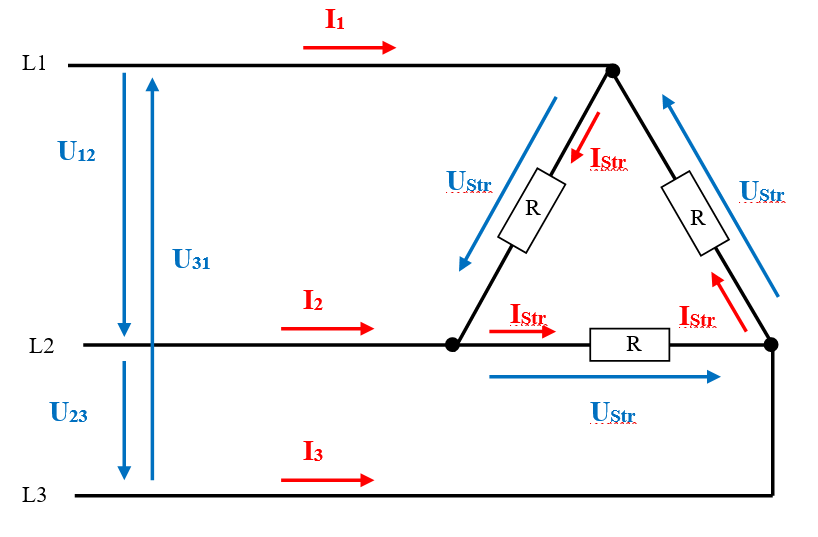 I1
L1
U12
IStr
UStr
UStr
R
R
U31
I2
IStr
IStr
L2
R
U23
UStr
I3
L3